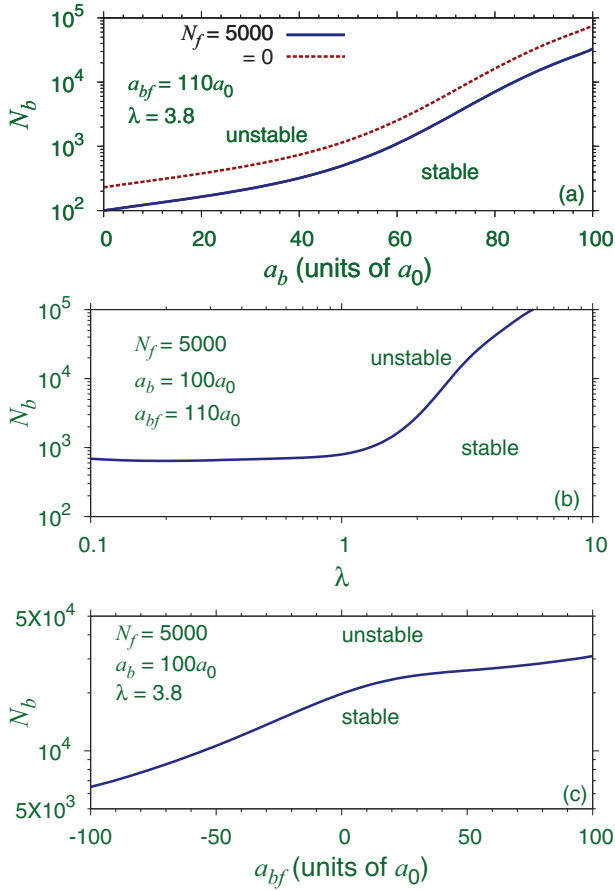 N_b
10^5
10^4
10^3
10^2
N_f = 5000
= 0
a_bf = 110a_0
λ = 3.8
unstable
stable
(a)
0 20 40 60 80 100
a_b (units of a_0)
N_b
10^5
10^4
10^3
10^2
N_f = 5000
a_b = 100a_0
a_bf = 110a_0
unstable
stable
(b)
0.1 1 10
λ
N_b
5X10^4
10^4
5X10^3
N_f = 5000
a_b = 100a_0
λ = 3.8
unstable
stable
(c)
-100 -50 0 50 100
a_bf (units of a_0)